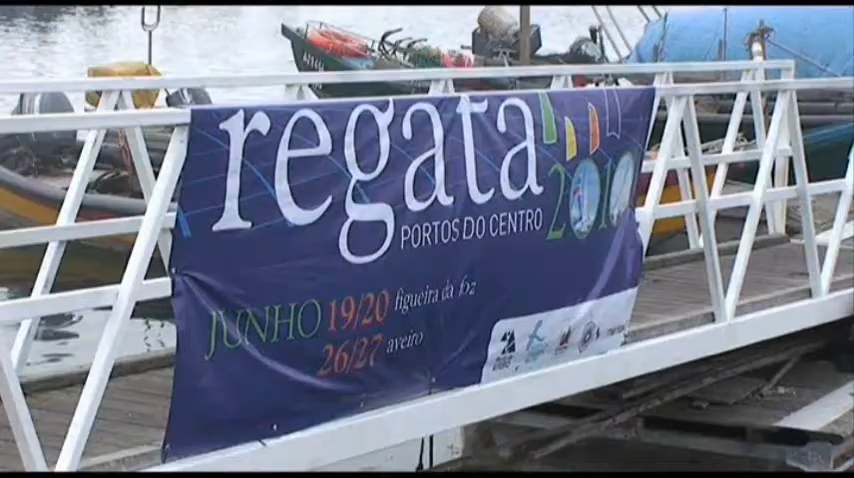 regata
PORTOS DO CENTRO
2010
JUNHO 19/20 figueira da foz
26/27 aveiro